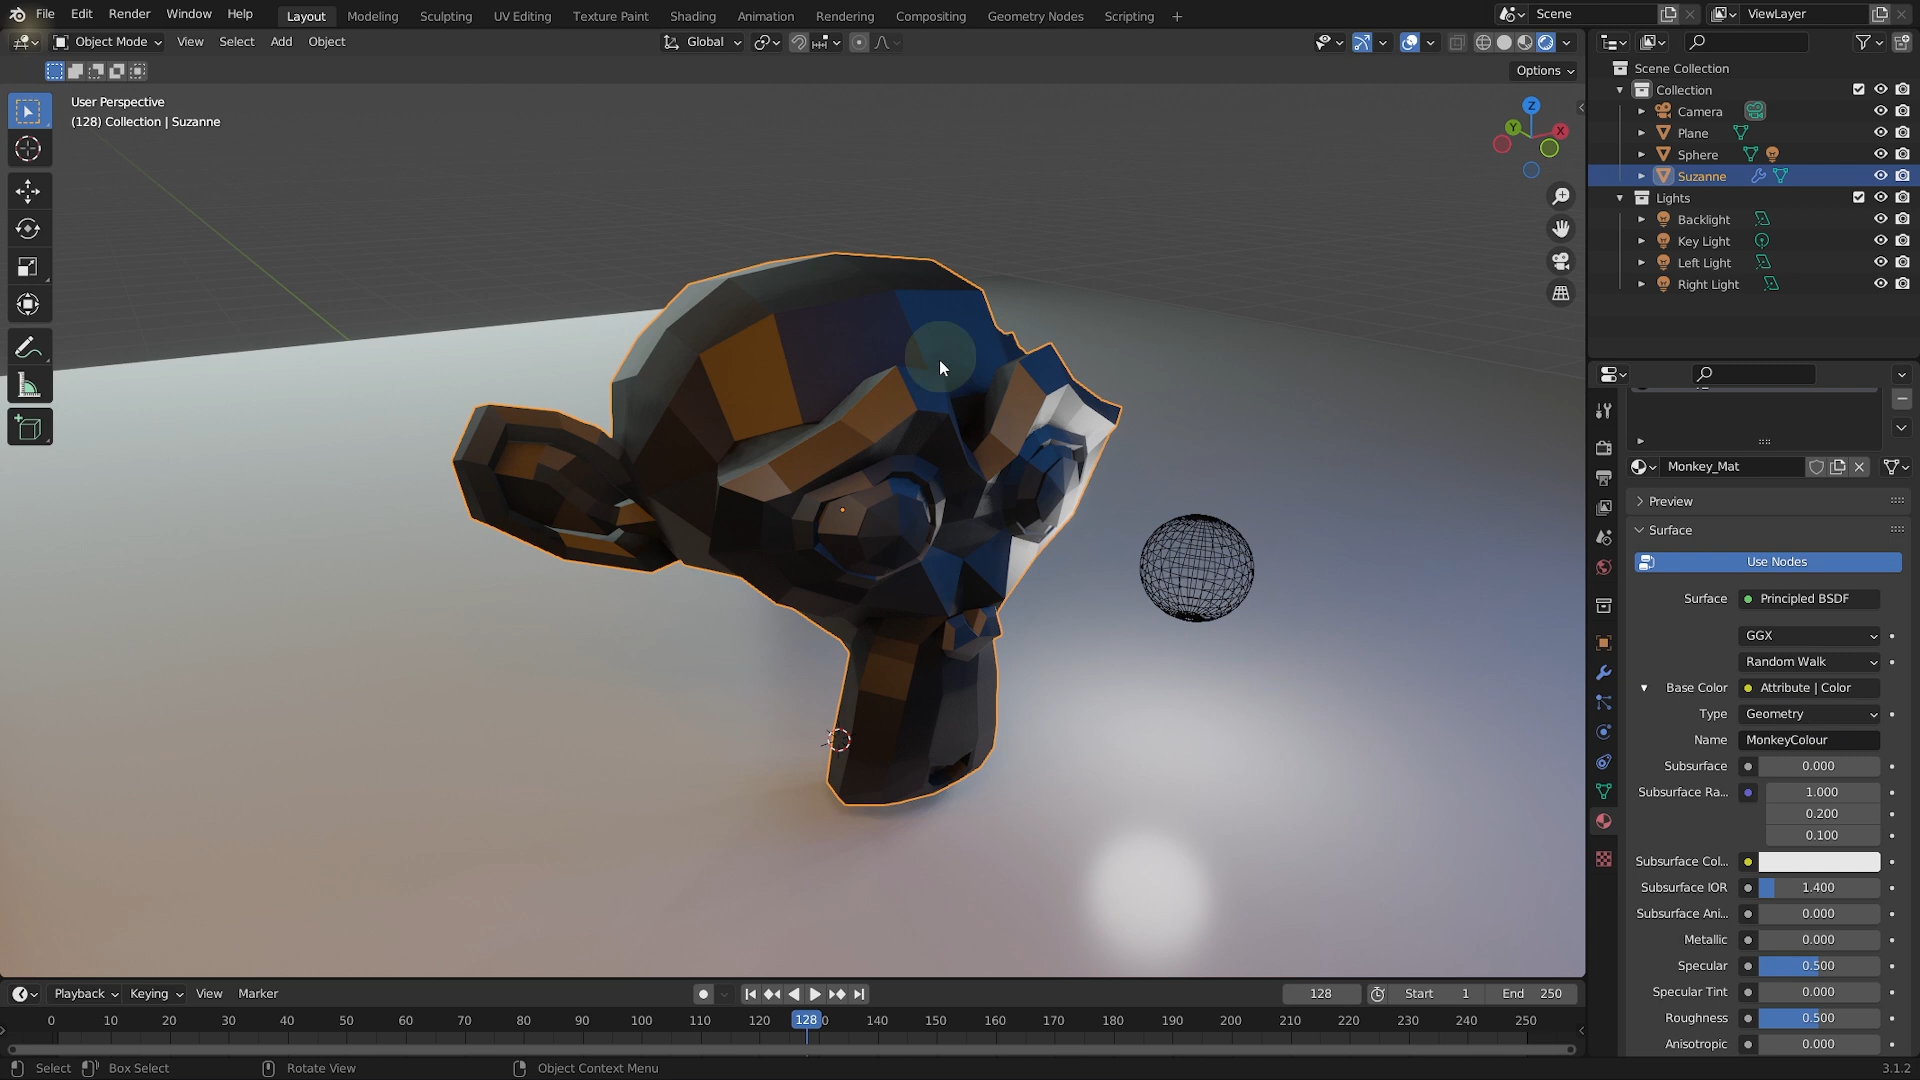 File Edit Render Window Help Layout Modeling Sculpting UV Editing Texture Paint Shading Animation Rendering Compositing Geometry Nodes Scripting + Scene ViewLayer
Object Mode View Select Add Object Global
Options
User Perspective
(128) Collection | Suzanne
Z
Y
X
Scene Collection
Collection
Camera
Plane
Sphere
Suzanne
Lights
Backlight
Key Light
Left Light
Right Light
Monkey_Mat
Preview
Surface
Use Nodes
Surface Principled BSDF
GGX
Random Walk
Base Color Attribute | Color
Type Geometry
Name MonkeyColour
Subsurface 0.000
Subsurface Ra... 1.000
0.200
0.100
Subsurface Col...
Subsurface IOR 1.400
Subsurface Ani... 0.000
Metallic 0.000
Specular 0.500
Specular Tint 0.000
Roughness 0.500
Anisotropic 0.000
Playback Keying View Marker 128 Start 1 End 250
0 10 20 30 40 50 60 70 80 90 100 110 120 128 0 140 150 160 170 180 190 200 210 220 230 240 250
Select Box Select Rotate View Object Context Menu 3.1.2